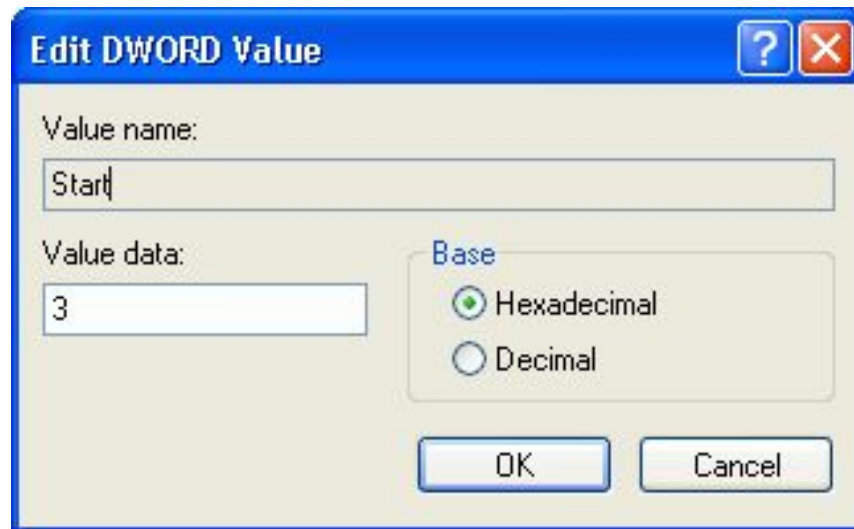 Edit DWORD Value
?
Value name:
Start
Value data:
3
Base
Hexadecimal
Decimal
OK
Cancel